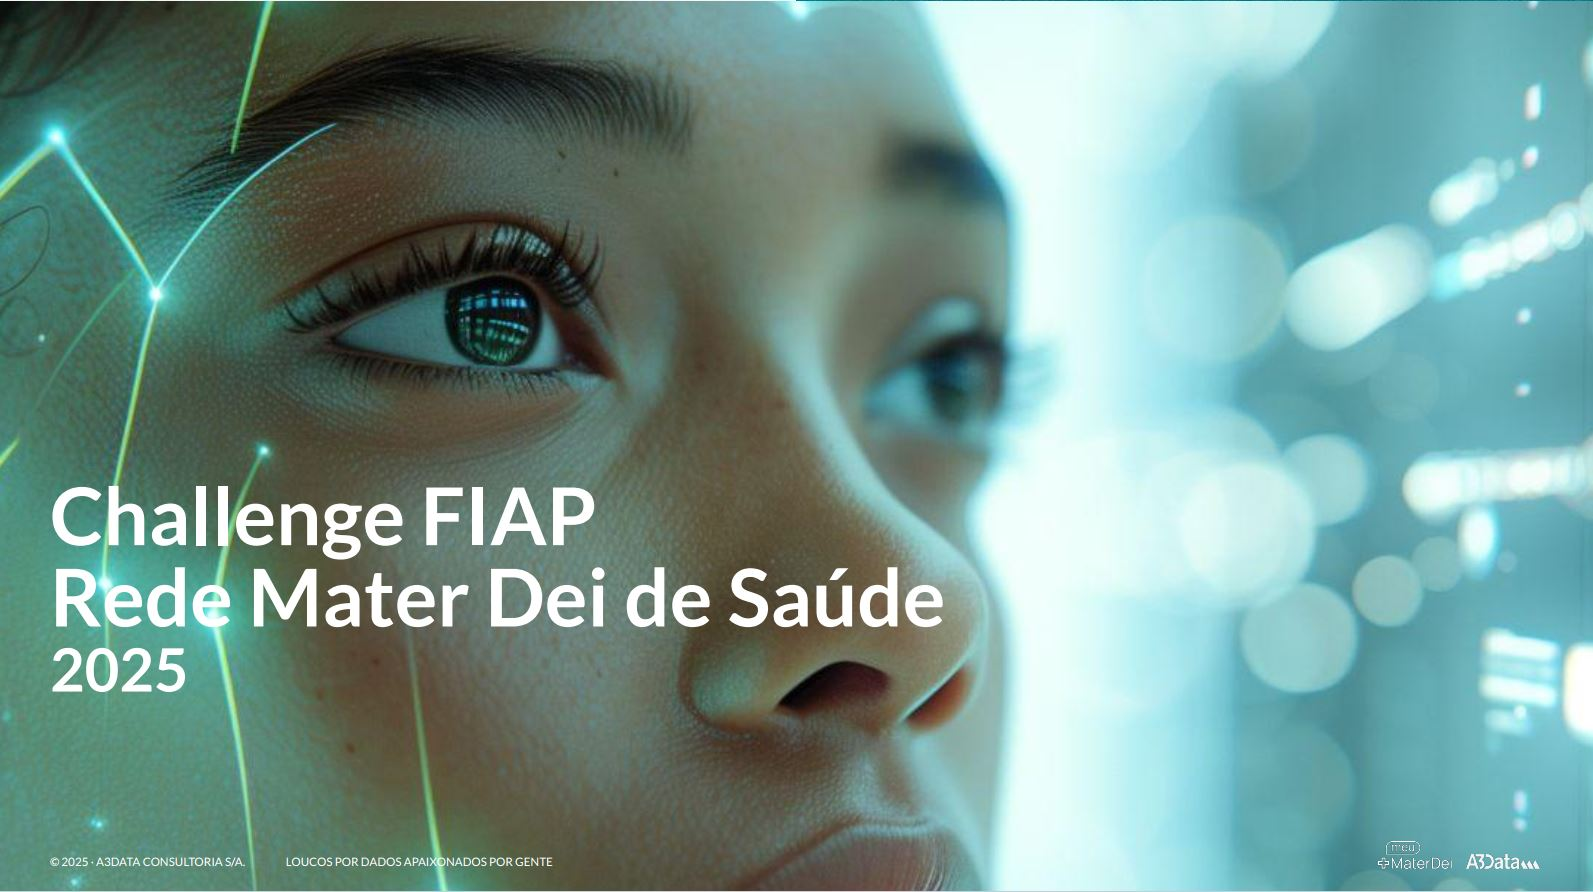 Challenge FIAP
Rede Mater Dei de Saúde
2025
© 2025 · A3DATA CONSULTORIA S/A.
LOUCOS POR DADOS APAIXONADOS POR GENTE
meu
+MaterDei
A3Data